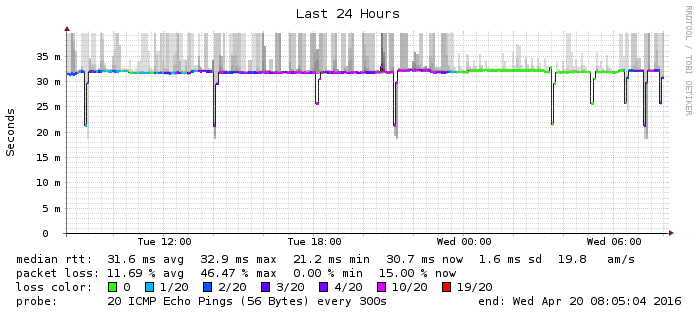 Last 24 Hours
RRDTOOL / TOBI OETIKER
Seconds
35 m
30 m
25 m
20 m
15 m
10 m
5 m
0
Tue 12:00 Tue 18:00 Wed 00:00 Wed 06:00
median rtt: 31.6 ms avg 32.9 ms max 21.2 ms min 30.7 ms now 1.6 ms sd 19.8 am/s
packet loss: 11.69 % avg 46.47 % max 0.00 % min 15.00 % now
loss color: 0 1/20 2/20 3/20 4/20 10/20 19/20
probe: 20 ICMP Echo Pings (56 Bytes) every 300s end: Wed Apr 20 08:05:04 2016